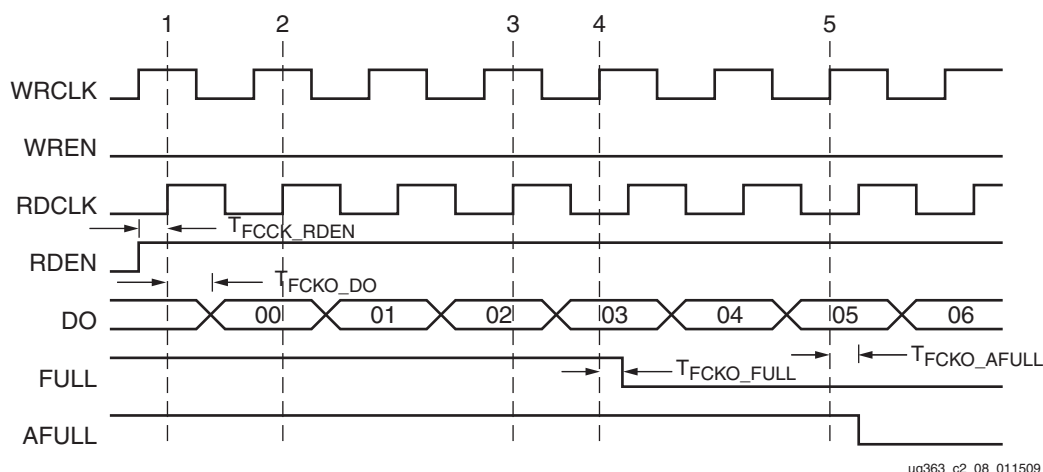 1 2 3 4 5
WRCLK
WREN
RDCLK
TFCCK_RDEN
RDEN
TFCKO_DO
DO 00 01 02 03 04 05 06
TFCKO_AFULL
FULL TFCKO_FULL
AFULL
ug363_c2_08_011509